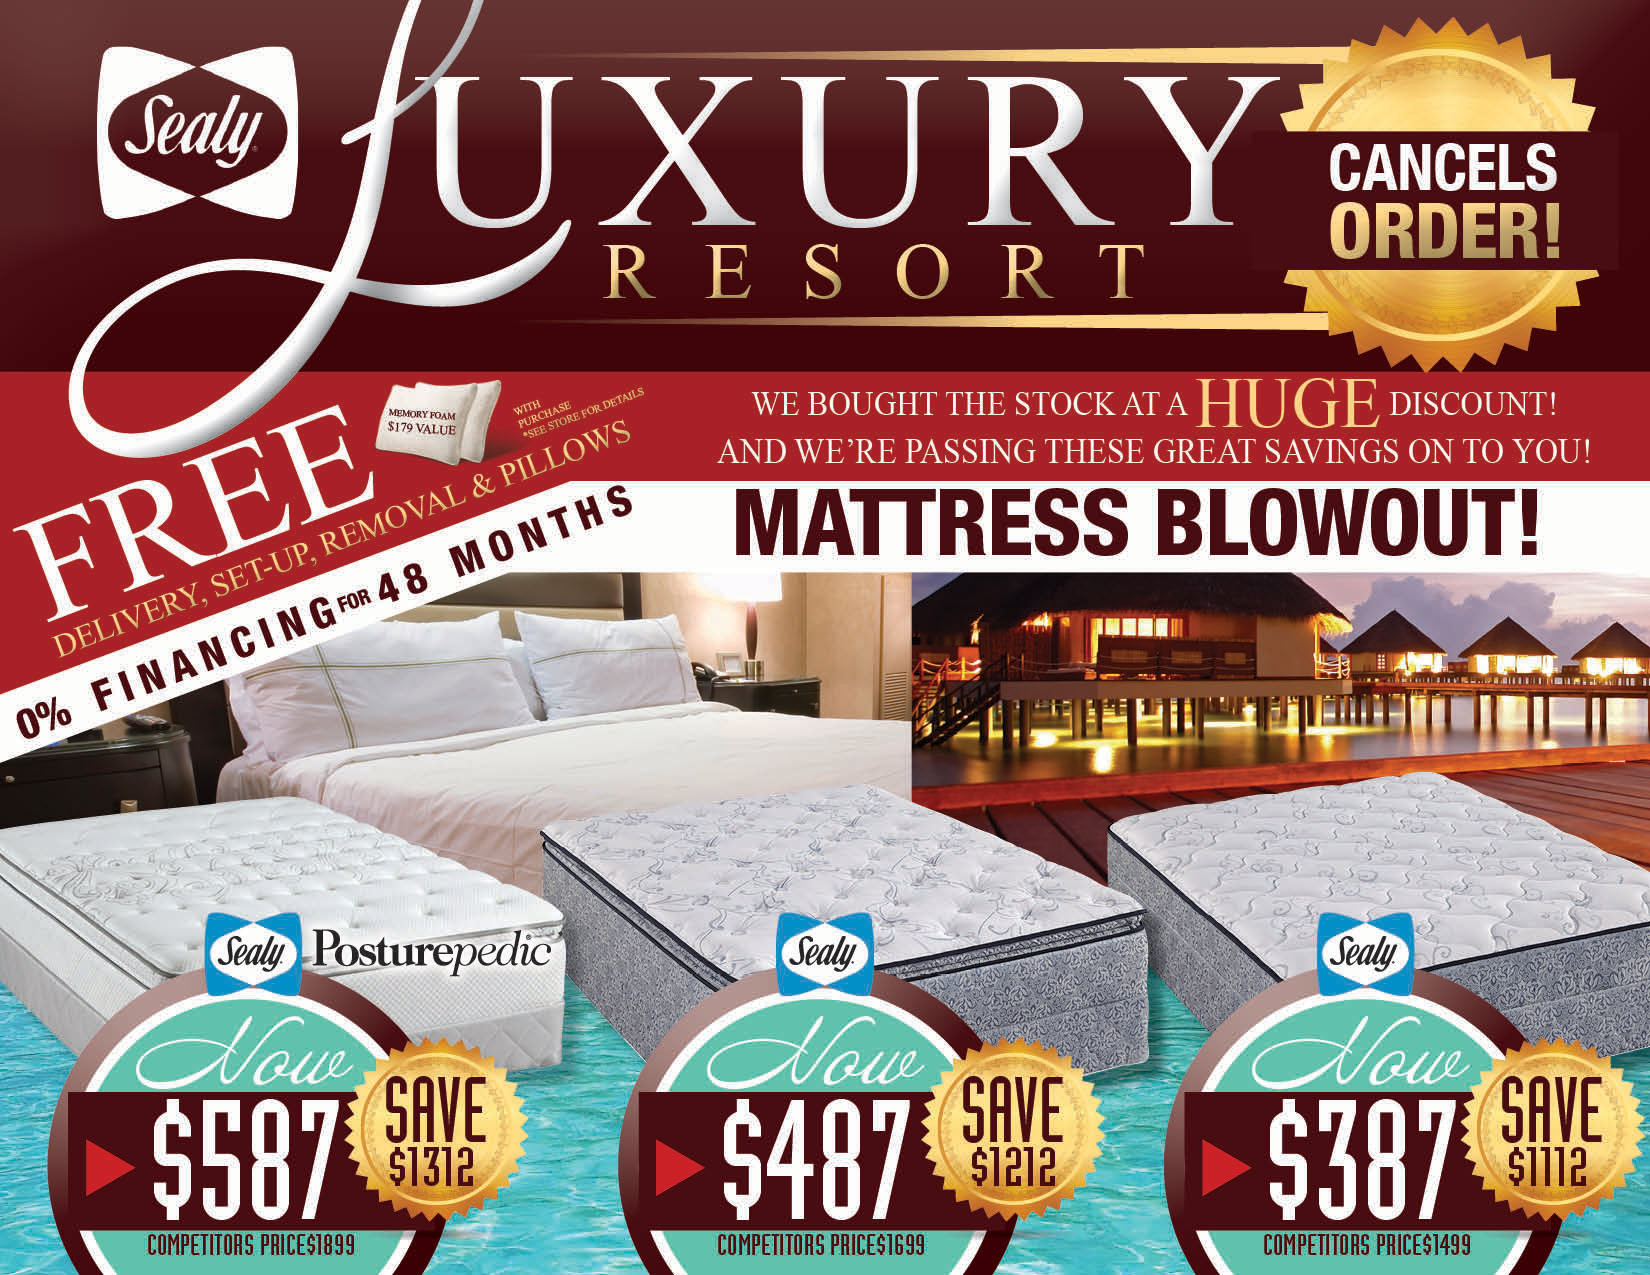 Sealy®
LUXURY
RESORT
CANCELS
ORDER!
WE BOUGHT THE STOCK AT A HUGE DISCOUNT!
AND WE'RE PASSING THESE GREAT SAVINGS ON TO YOU!
MEMORY FOAM
$179 VALUE
WITH
PURCHASE
*SEE STORE FOR DETAILS
FREE
DELIVERY, SET-UP, REMOVAL & PILLOWS
0% FINANCING FOR 48 MONTHS
MATTRESS BLOWOUT!
Sealy Posturepedic®
Now
$587
SAVE
$1312
COMPETITORS PRICE$1899
Sealy
Now
$487
SAVE
$1212
COMPETITORS PRICE$1699
Sealy
Now
$387
SAVE
$1112
COMPETITORS PRICE$1499